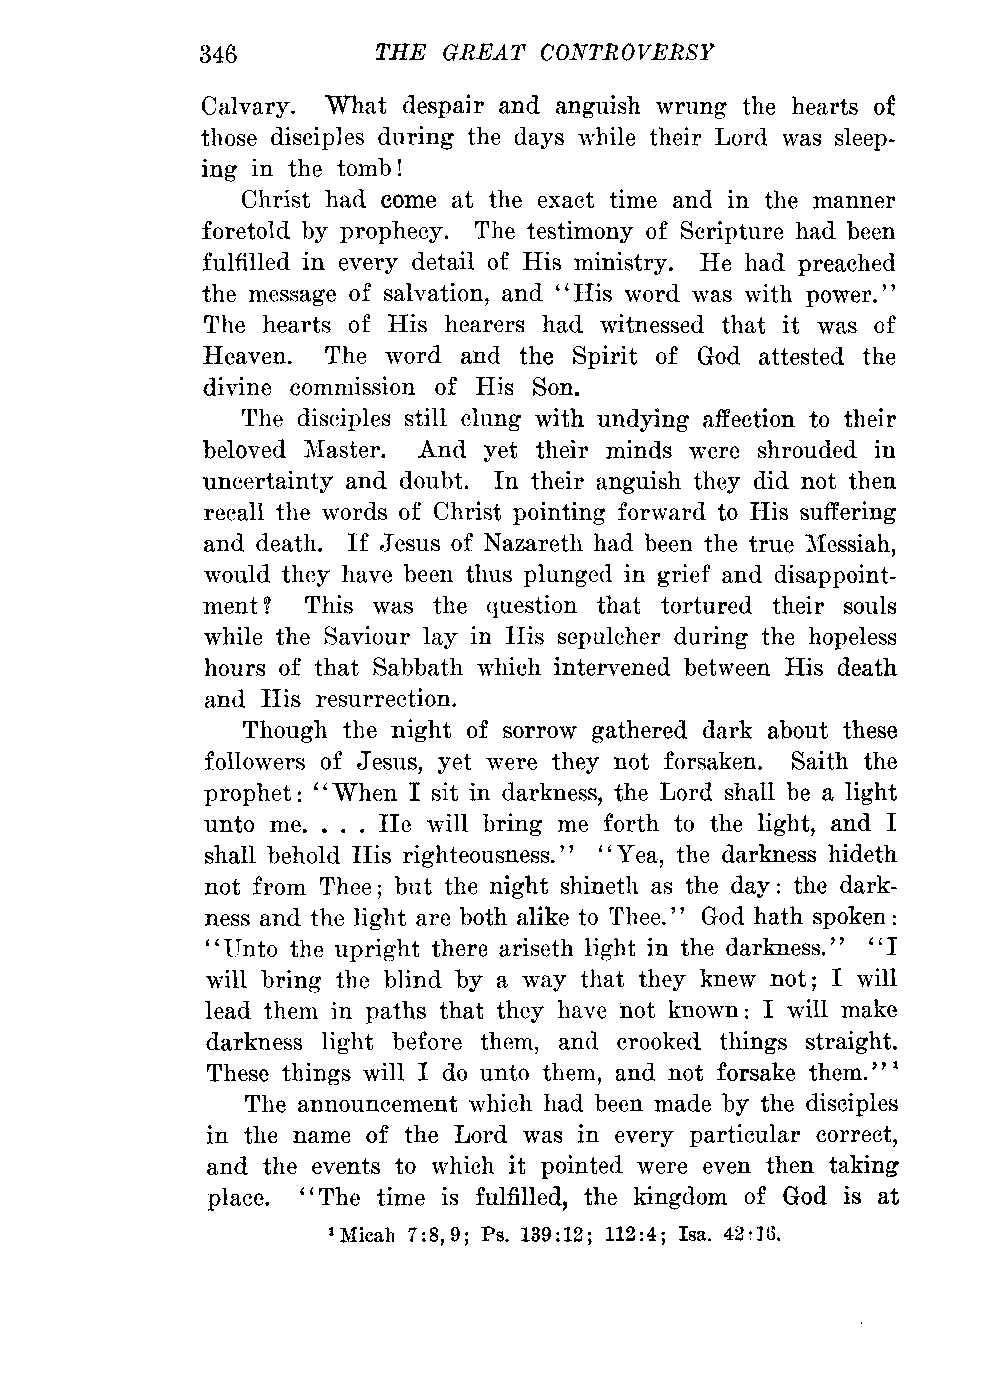 346 THE GREAT CONTROVERSY
Calvary. What despair and anguish wrung the hearts of
those disciples during the days while their Lord was sleep-
ing in the tomb!
Christ had come at the exact time and in the manner
foretold by prophecy. The testimony of Scripture had been
fulfilled in every detail of His ministry. He had preached
the message of salvation, and "His word was with power."
The hearts of His hearers had witnessed that it was of
Heaven. The word and the Spirit of God attested the
divine commission of His Son.
The disciples still clung with undying affection to their
beloved Master. And yet their minds were shrouded in
uncertainty and doubt. In their anguish they did not then
recall the words of Christ pointing forward to His suffering
and death. If Jesus of Nazareth had been the true Messiah,
would they have been thus plunged in grief and disappoint-
ment? This was the question that tortured their souls
while the Saviour lay in His sepulcher during the hopeless
hours of that Sabbath which intervened between His death
and His resurrection.
Though the night of sorrow gathered dark about these
followers of Jesus, yet were they not forsaken. Saith the
prophet: "When I sit in darkness, the Lord shall be a light
unto me. . . . He will bring me forth to the light, and I
shall behold His righteousness." "Yea, the darkness hideth
not from Thee; but the night shineth as the day: the dark-
ness and the light are both alike to Thee." God hath spoken:
"Unto the upright there ariseth light in the darkness." "I
will bring the blind by a way that they knew not; I will
lead them in paths that they have not known: I will make
darkness light before them, and crooked things straight.
These things will I do unto them, and not forsake them."¹
The announcement which had been made by the disciples
in the name of the Lord was in every particular correct,
and the events to which it pointed were even then taking
place. "The time is fulfilled, the kingdom of God is at
¹ Micah 7:8, 9; Ps. 139:12; 112:4; Isa. 42:16.